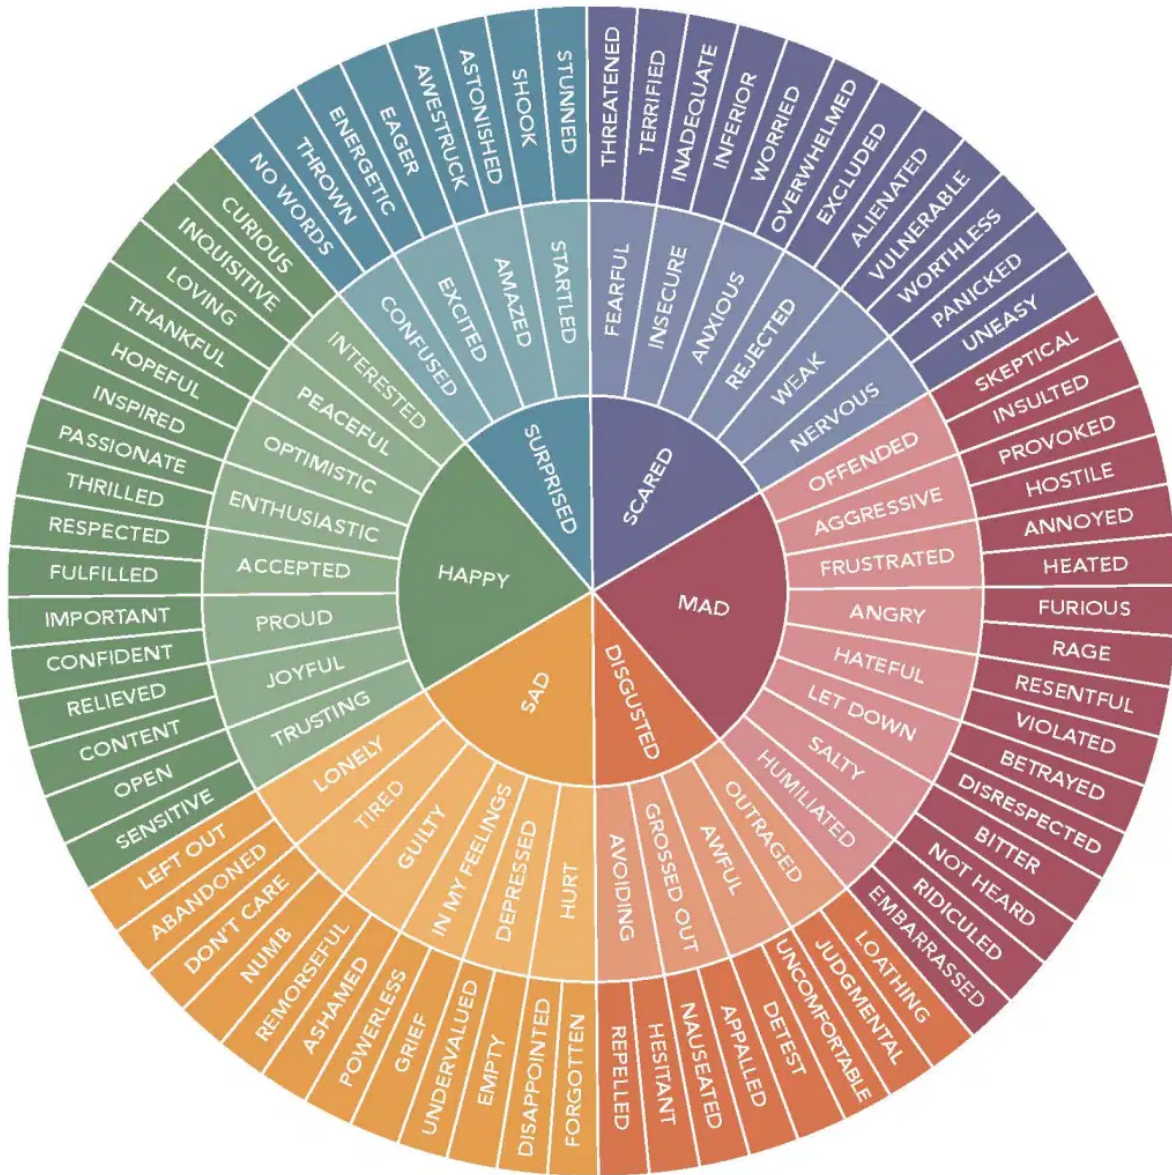 SURPRISED
SCARED
MAD
DISGUSTED
SAD
HAPPY
STARTLED
AMAZED
EXCITED
CONFUSED
FEARFUL
INSECURE
ANXIOUS
REJECTED
WEAK
NERVOUS
OFFENDED
AGGRESSIVE
FRUSTRATED
ANGRY
HATEFUL
LET DOWN
SALTY
HUMILIATED
OUTRAGED
AWFUL
GROSSED OUT
AVOIDING
HURT
DEPRESSED
IN MY FEELINGS
GUILTY
TIRED
LONELY
TRUSTING
JOYFUL
PROUD
ACCEPTED
ENTHUSIASTIC
OPTIMISTIC
PEACEFUL
INTERESTED
THREATENED
TERRIFIED
INADEQUATE
INFERIOR
WORRIED
OVERWHELMED
EXCLUDED
ALIENATED
VULNERABLE
WORTHLESS
PANICKED
UNEASY
SKEPTICAL
INSULTED
PROVOKED
HOSTILE
ANNOYED
HEATED
FURIOUS
RAGE
RESENTFUL
VIOLATED
BETRAYED
DISRESPECTED
BITTER
NOT HEARD
RIDICULED
EMBARRASSED
LOATHING
JUDGMENTAL
UNCOMFORTABLE
DETEST
APPALLED
NAUSEATED
HESITANT
REPELLED
FORGOTTEN
DISAPPOINTED
EMPTY
UNDERVALUED
GRIEF
POWERLESS
ASHAMED
REMORSEFUL
NUMB
DON'T CARE
ABANDONED
LEFT OUT
SENSITIVE
OPEN
CONTENT
RELIEVED
CONFIDENT
IMPORTANT
FULFILLED
RESPECTED
THRILLED
PASSIONATE
INSPIRED
HOPEFUL
THANKFUL
LOVING
INQUISITIVE
CURIOUS
NO WORDS
THROWN
ENERGETIC
EAGER
AWESTRUCK
ASTONISHED
SHOOK
STUNNED